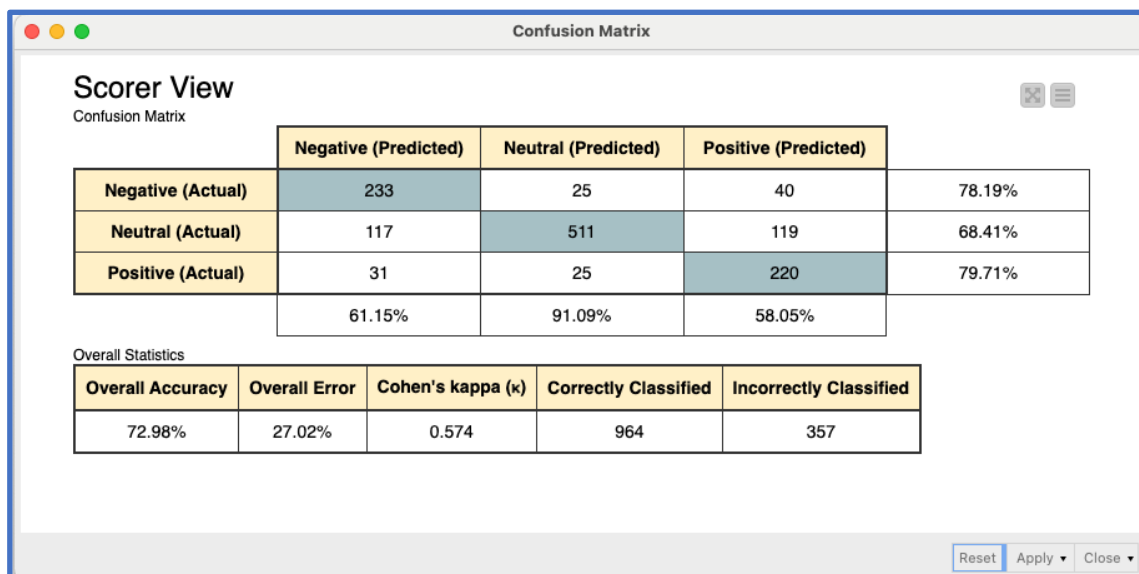 Confusion Matrix
Scorer View
Confusion Matrix
Negative (Predicted) Neutral (Predicted) Positive (Predicted)
Negative (Actual) 233 25 40 78.19%
Neutral (Actual) 117 511 119 68.41%
Positive (Actual) 31 25 220 79.71%
61.15% 91.09% 58.05%
Overall Statistics
Overall Accuracy Overall Error Cohen's kappa (κ) Correctly Classified Incorrectly Classified
72.98% 27.02% 0.574 964 357
Reset Apply Close